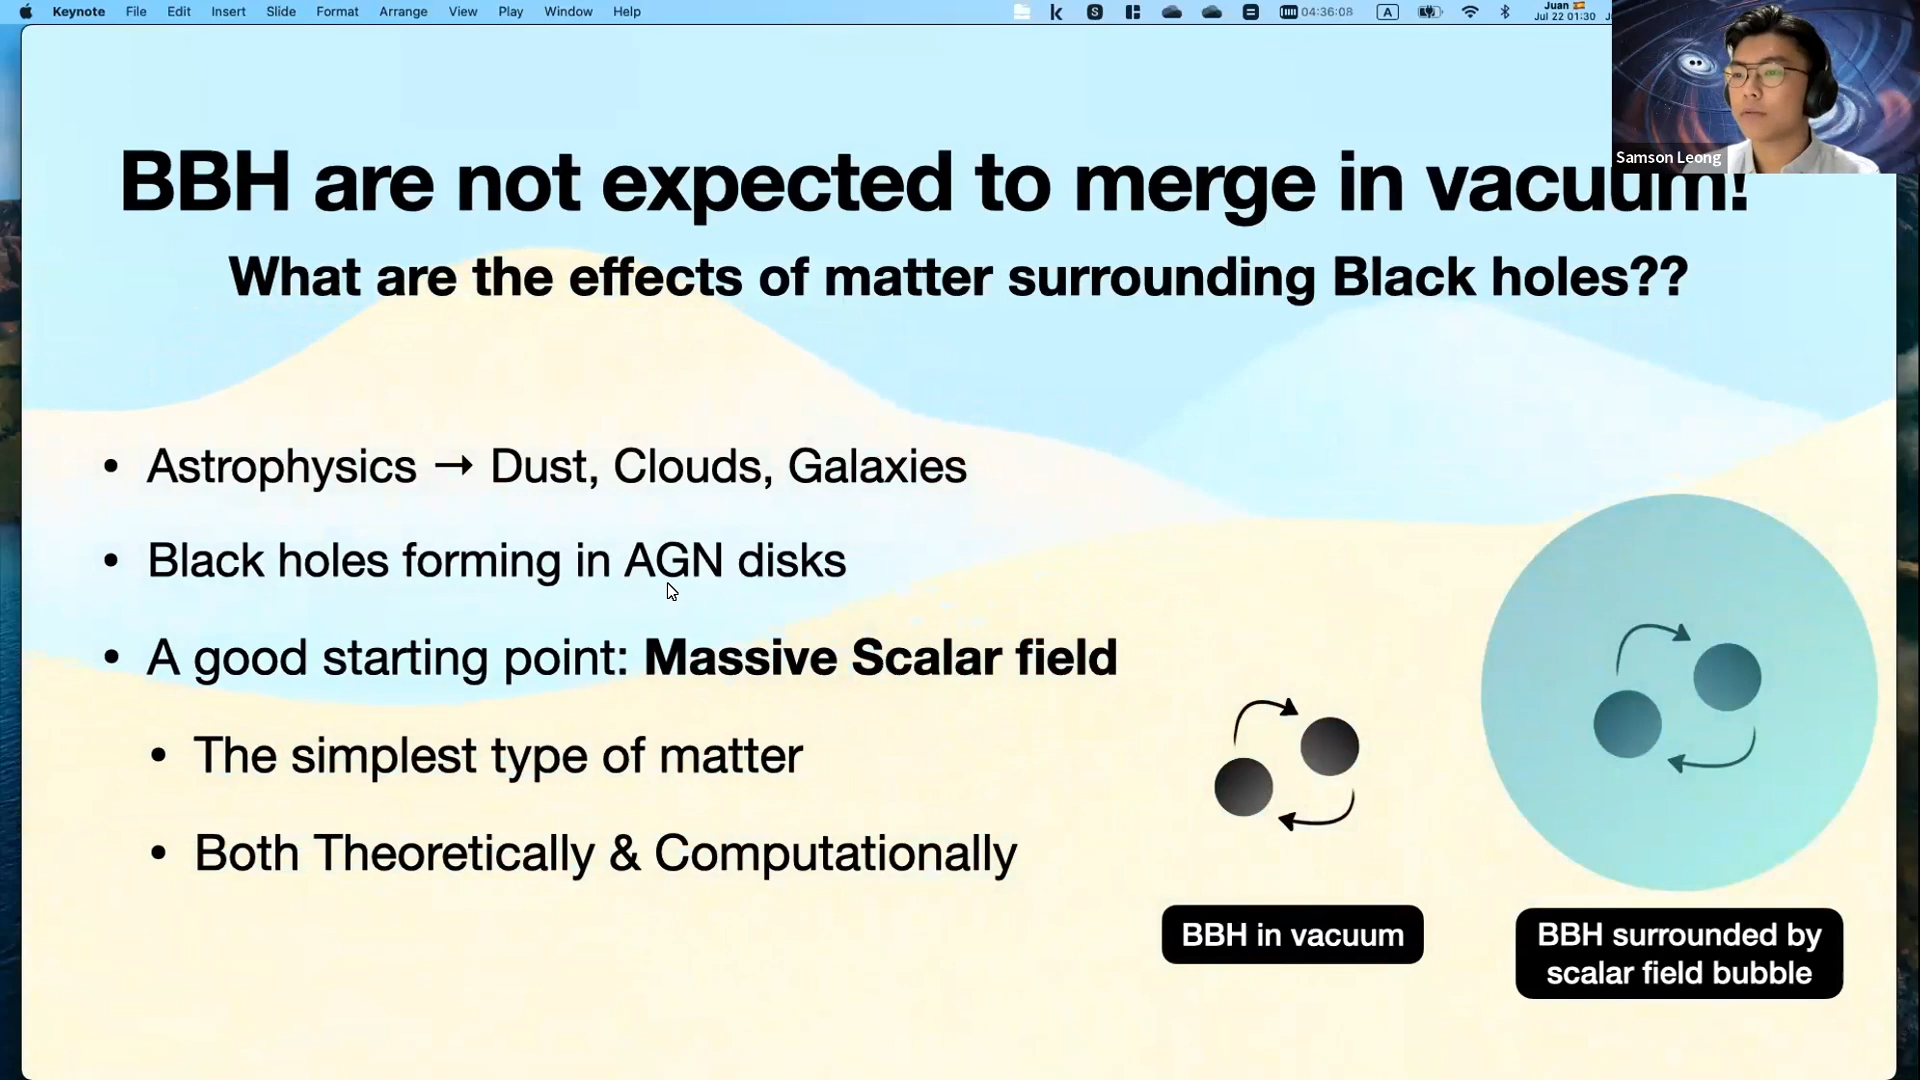 Keynote File Edit Insert Slide Format Arrange View Play Window Help 04:36:08 A Juan
Jul 22 01:30
Samson Leong
BBH are not expected to merge in vacuum!
What are the effects of matter surrounding Black holes??
• Astrophysics → Dust, Clouds, Galaxies
• Black holes forming in AGN disks
• A good starting point: Massive Scalar field
• The simplest type of matter
• Both Theoretically & Computationally
BBH in vacuum
BBH surrounded by
scalar field bubble